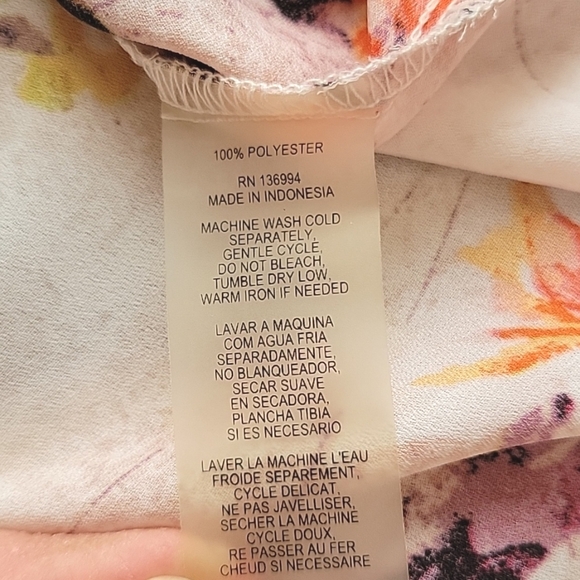 100% POLYESTER
RN 136994
MADE IN INDONESIA
MACHINE WASH COLD
SEPARATELY,
GENTLE CYCLE,
DO NOT BLEACH,
TUMBLE DRY LOW,
WARM IRON IF NEEDED
LAVAR A MAQUINA
COM AGUA FRIA
SEPARADAMENTE,
NO BLANQUEADOR,
SECAR SUAVE
EN SECADORA,
PLANCHA TIBIA
SI ES NECESARIO
LAVER LA MACHINE L'EAU
FROIDE SEPAREMENT,
CYCLE DELICAT,
NE PAS JAVELLISER,
SECHER LA MACHINE
CYCLE DOUX,
RE PASSER AU FER
CHEUD SI NECESSAIRE